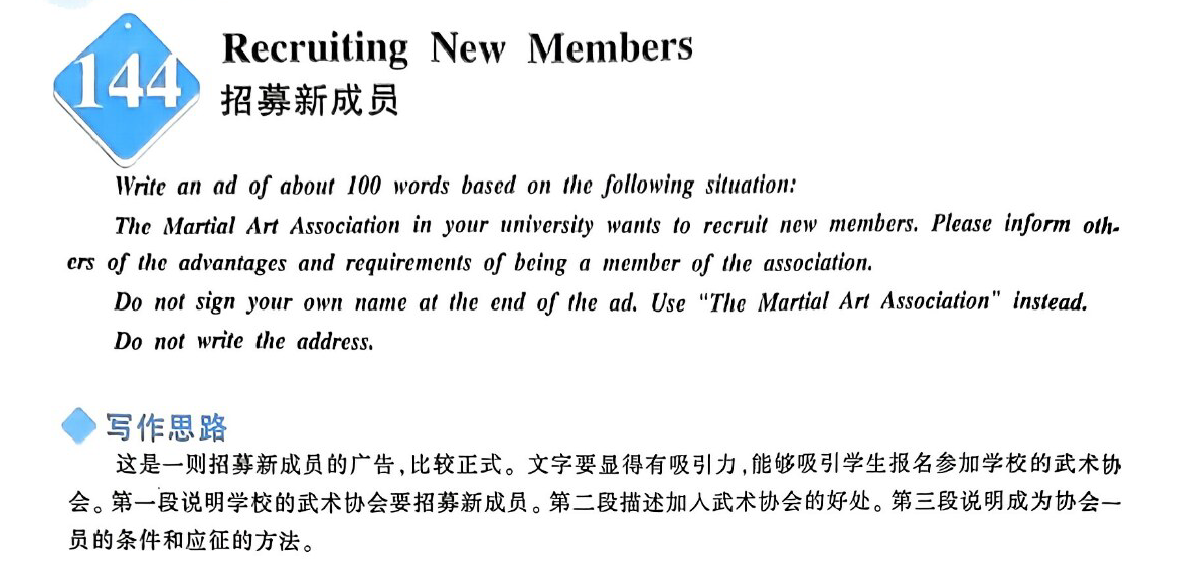 144
Recruiting New Members
招募新成员
Write an ad of about 100 words based on the following situation:
The Martial Art Association in your university wants to recruit new members. Please inform oth-
ers of the advantages and requirements of being a member of the association.
Do not sign your own name at the end of the ad. Use "The Martial Art Association" instead.
Do not write the address.
写作思路
这是一则招募新成员的广告,比较正式。文字要显得有吸引力,能够吸引学生报名参加学校的武术协
会。第一段说明学校的武术协会要招募新成员。第二段描述加入武术协会的好处。第三段说明成为协会一
员的条件和应征的方法。